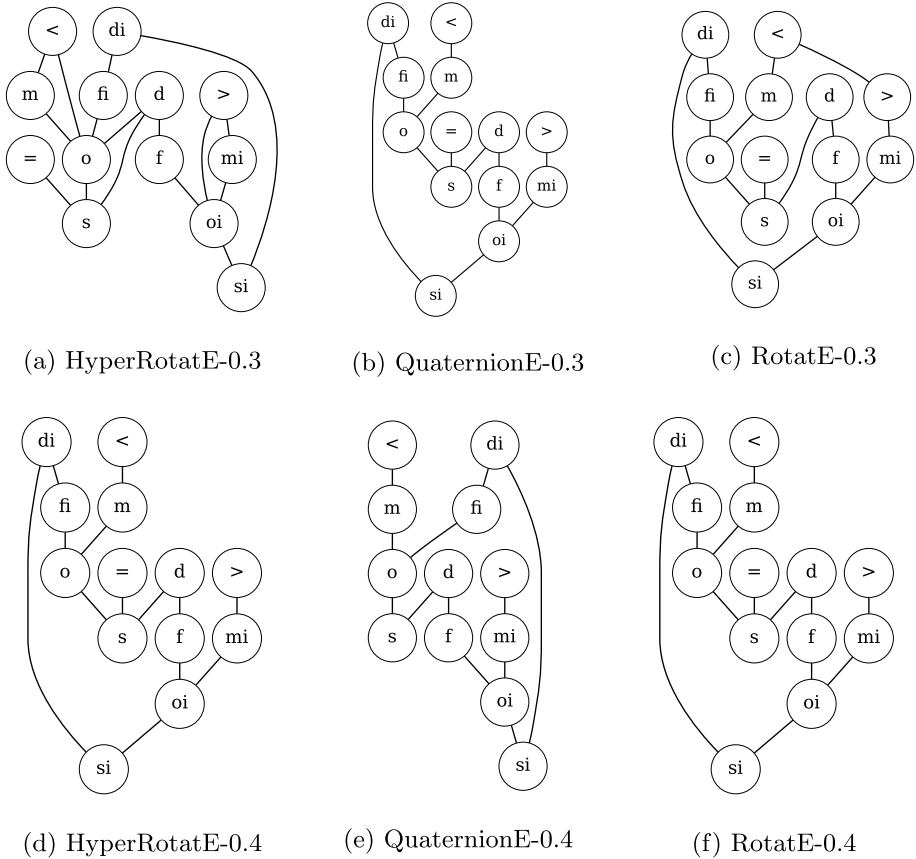 < di
m fi d >
= o f mi
s oi
si
(a) HyperRotatE-0.3
di <
fi m
o = d >
s f mi
oi
si
(b) QuaternionE-0.3
di <
fi m d >
o = f mi
s oi
si
(c) RotatE-0.3
di <
fi m
o = d >
s f mi
oi
si
(d) HyperRotatE-0.4
< di
m fi
o d >
s f mi
oi
si
(e) QuaternionE-0.4
di <
fi m
o = d >
s f mi
oi
si
(f) RotatE-0.4